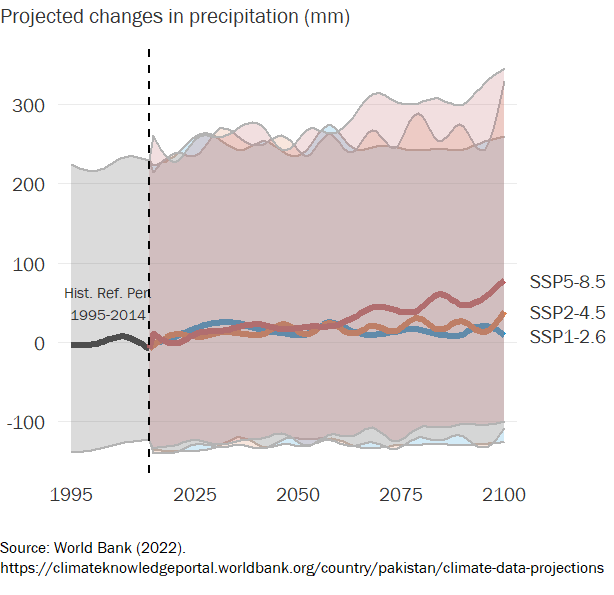 Projected changes in precipitation (mm)
300
200
100
0
-100
Hist. Ref. Per
1995-2014
SSP5-8.5
SSP2-4.5
SSP1-2.6
1995 2025 2050 2075 2100
Source: World Bank (2022).
https://climateknowledgeportal.worldbank.org/country/pakistan/climate-data-projections